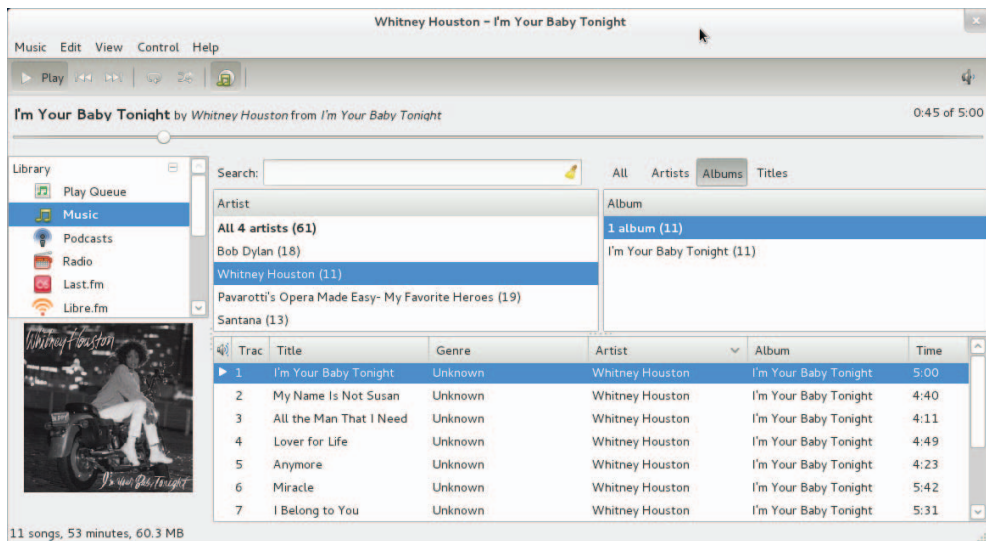 Whitney Houston – I'm Your Baby Tonight
Music Edit View Control Help
Play
I'm Your Baby Tonight by Whitney Houston from I'm Your Baby Tonight 0:45 of 5:00
Library
Play Queue
Music
Podcasts
Radio
Last.fm
Libre.fm
Search: All Artists Albums Titles
Artist
All 4 artists (61)
Bob Dylan (18)
Whitney Houston (11)
Pavarotti's Opera Made Easy- My Favorite Heroes (19)
Santana (13)
Album
1 album (11)
I'm Your Baby Tonight (11)
Whitney Houston
I'm Your Baby Tonight
Trac Title Genre Artist Album Time
1 I'm Your Baby Tonight Unknown Whitney Houston I'm Your Baby Tonight 5:00
2 My Name Is Not Susan Unknown Whitney Houston I'm Your Baby Tonight 4:40
3 All the Man That I Need Unknown Whitney Houston I'm Your Baby Tonight 4:11
4 Lover for Life Unknown Whitney Houston I'm Your Baby Tonight 4:49
5 Anymore Unknown Whitney Houston I'm Your Baby Tonight 4:23
6 Miracle Unknown Whitney Houston I'm Your Baby Tonight 5:42
7 I Belong to You Unknown Whitney Houston I'm Your Baby Tonight 5:31
11 songs, 53 minutes, 60.3 MB